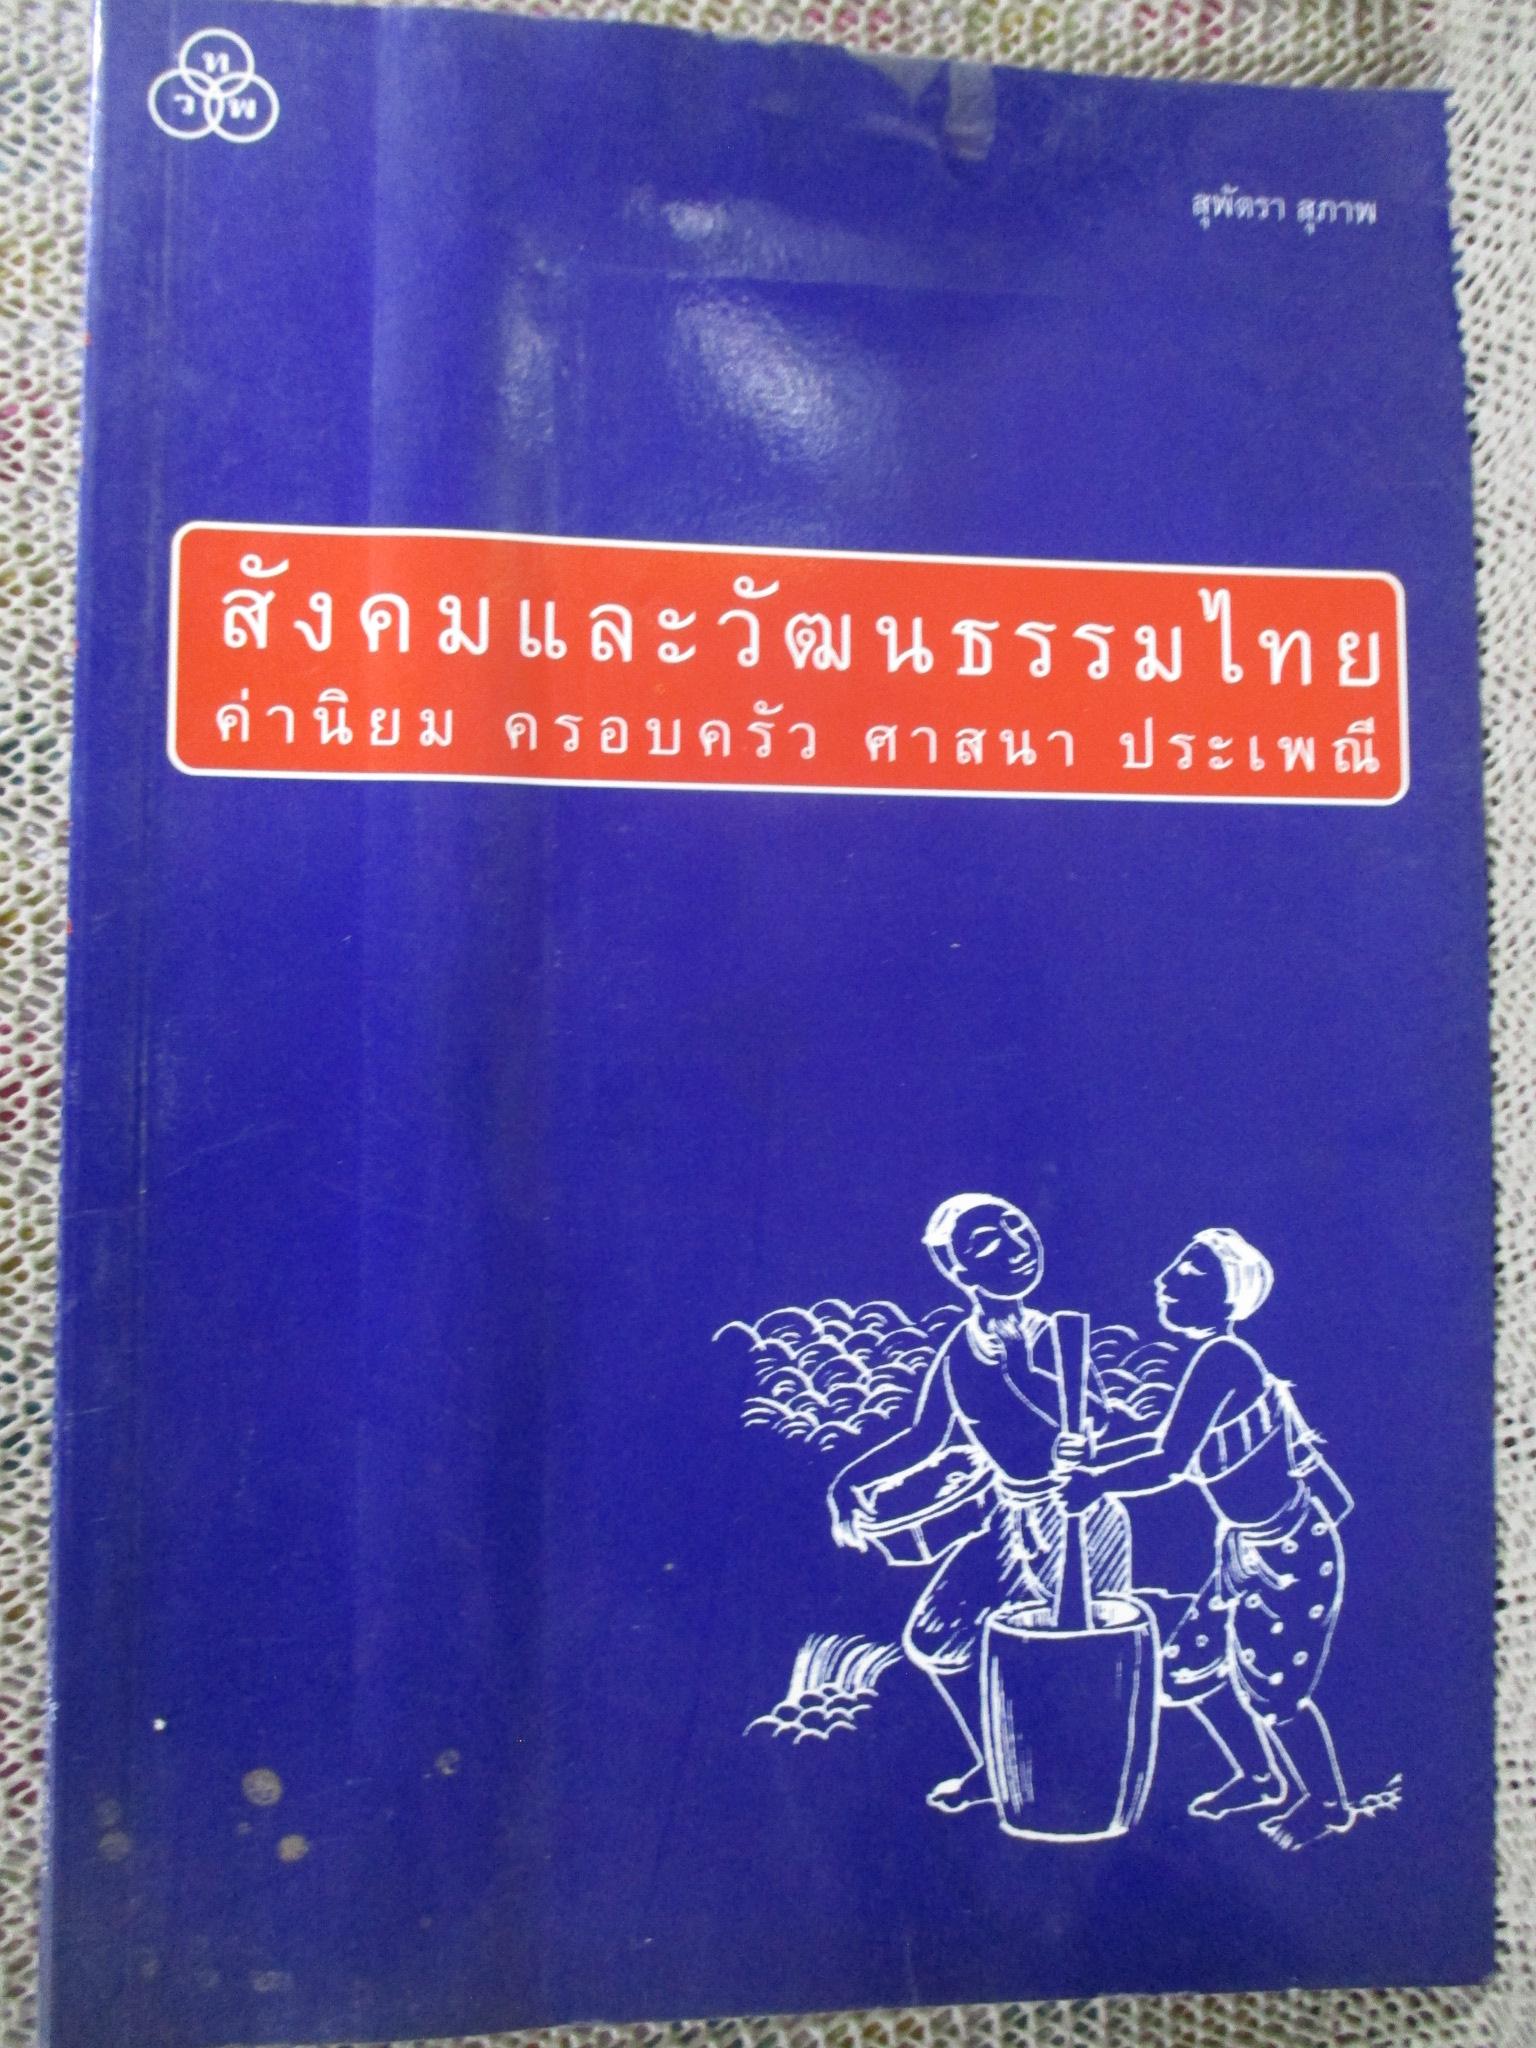 ท
ว พ
สุพัตรา สุภาพ
สังคมและวัฒนธรรมไทย
ค่านิยม ครอบครัว ศาสนา ประเพณี